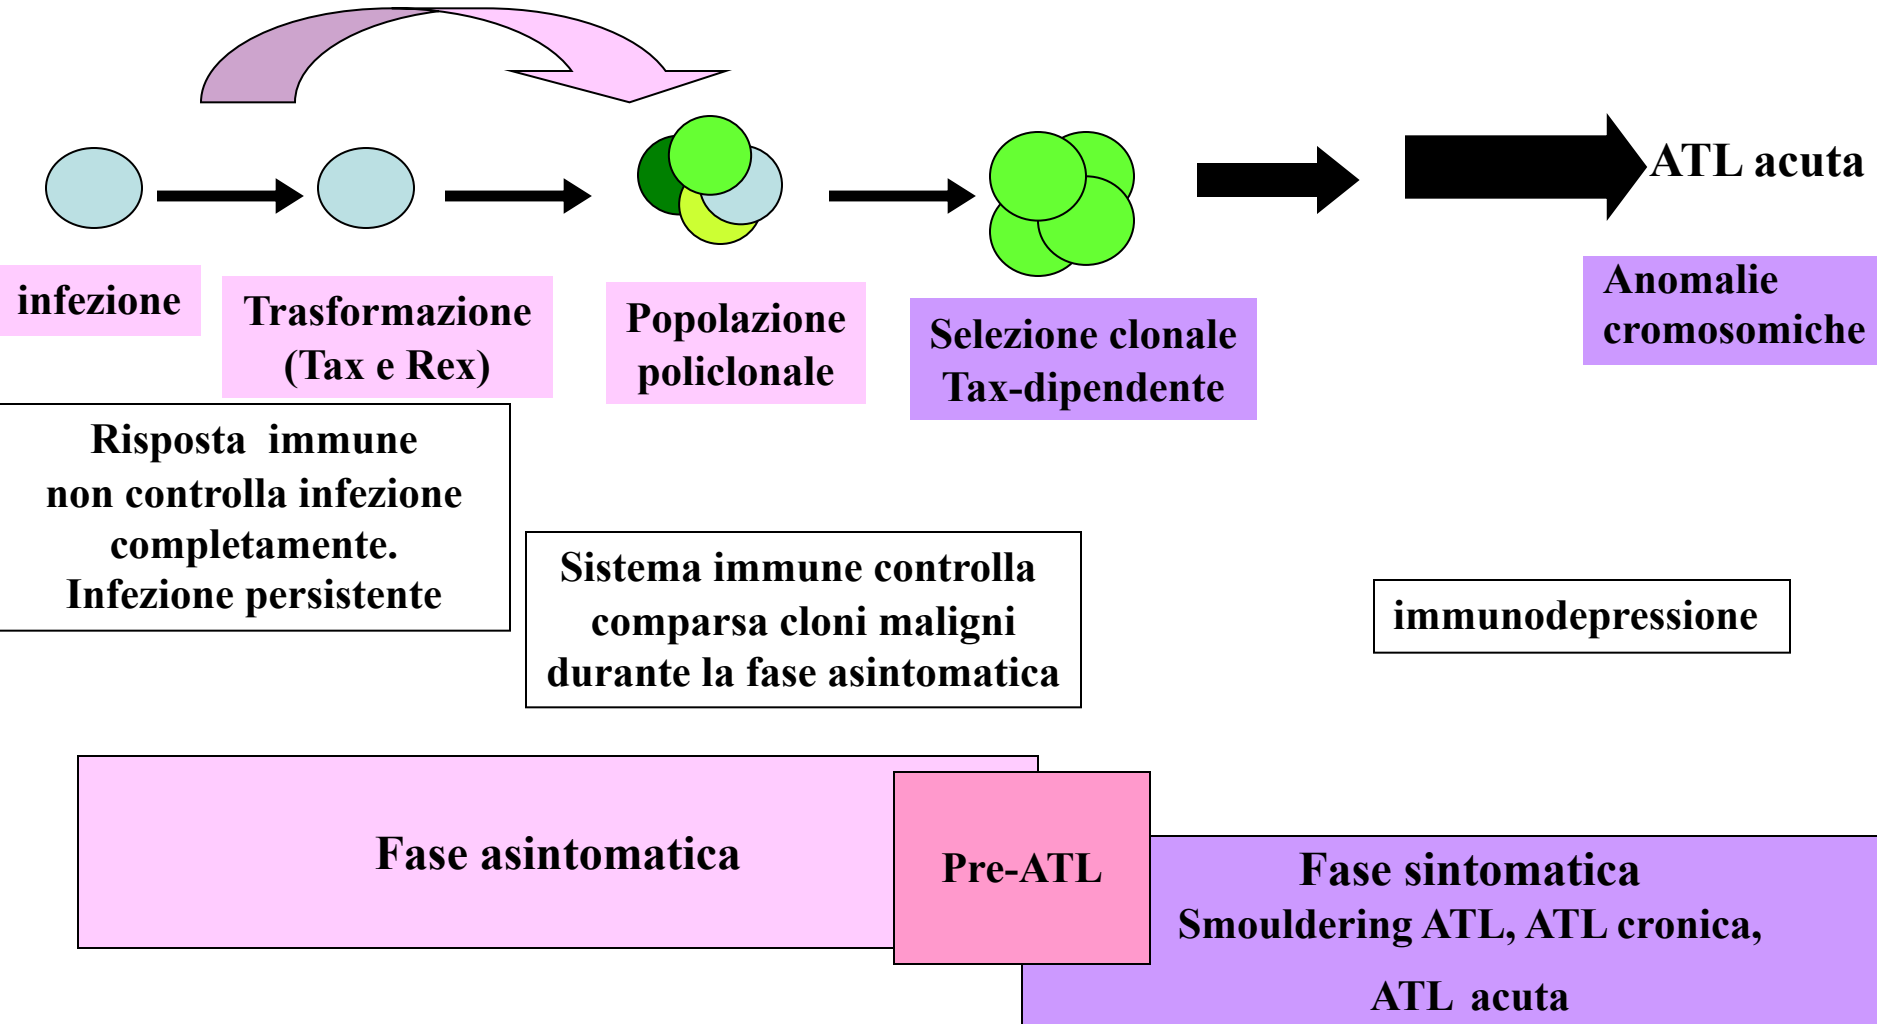 ATL acuta
infezione
Trasformazione
(Tax e Rex)
Popolazione
policlonale
Selezione clonale
Tax-dipendente
Anomalie
cromosomiche
Risposta immune
non controlla infezione
completamente.
Infezione persistente
Sistema immune controlla
comparsa cloni maligni
durante la fase asintomatica
immunodepressione
Fase asintomatica
Pre-ATL
Fase sintomatica
Smouldering ATL, ATL cronica,
ATL acuta